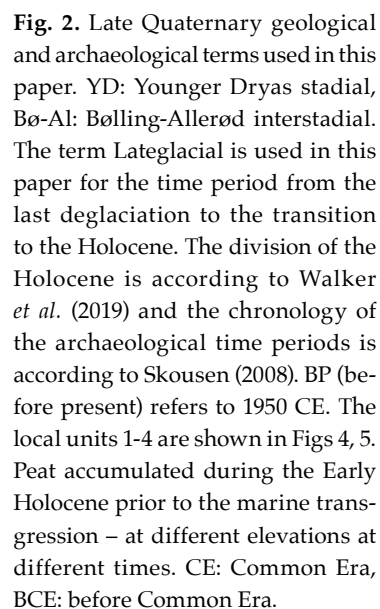 Fig. 2. Late Quaternary geological
and archaeological terms used in this
paper. YD: Younger Dryas stadial,
Bø-Al: Bølling-Allerød interstadial.
The term Lateglacial is used in this
paper for the time period from the
last deglaciation to the transition
to the Holocene. The division of the
Holocene is according to Walker
et al. (2019) and the chronology of
the archaeological time periods is
according to Skousen (2008). BP (be-
fore present) refers to 1950 CE. The
local units 1-4 are shown in Figs 4, 5.
Peat accumulated during the Early
Holocene prior to the marine trans-
gression – at different elevations at
different times. CE: Common Era,
BCE: before Common Era.